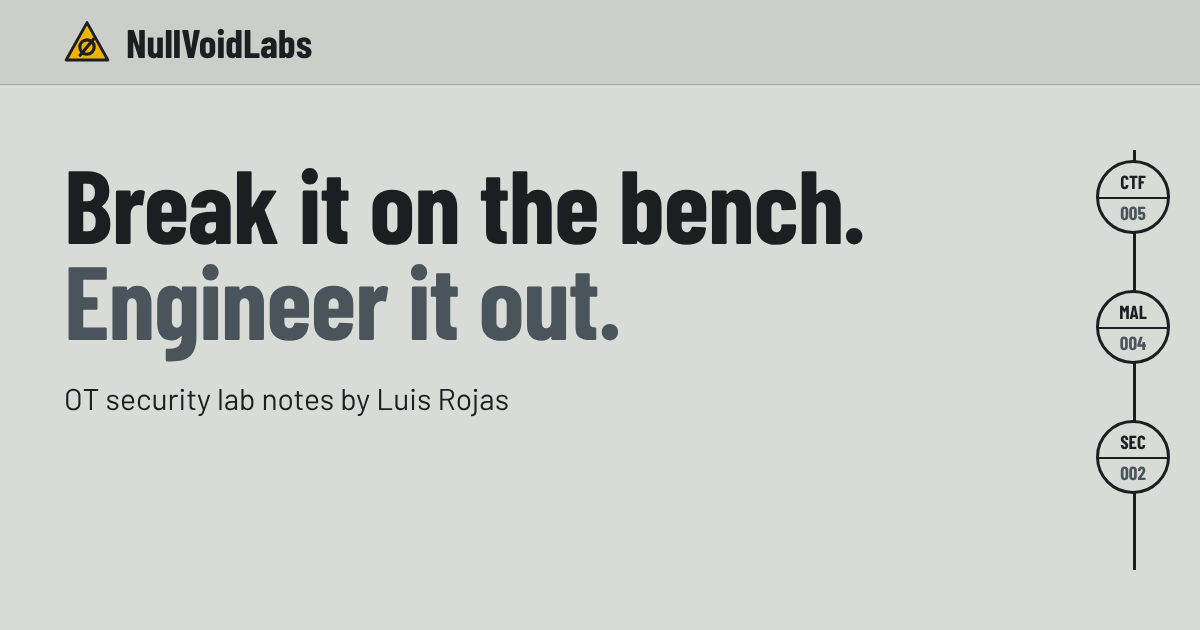 NullVoidLabs
Break it on the bench.
Engineer it out.
OT security lab notes by Luis Rojas
CTF
005
MAL
004
SEC
002